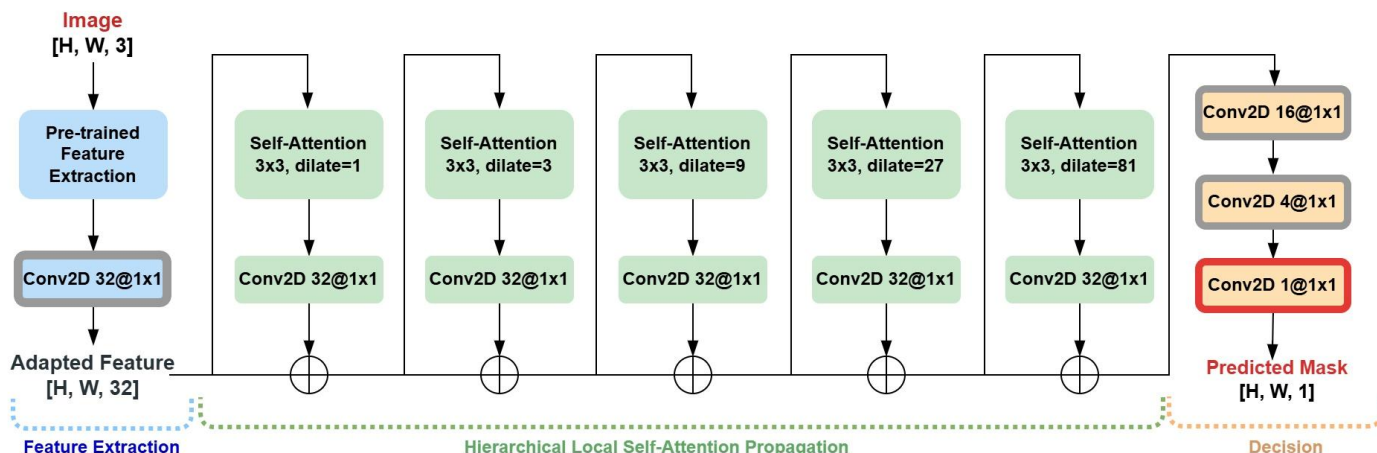 Image
[H, W, 3]
Pre-trained
Feature
Extraction
Conv2D 32@1x1
Adapted Feature
[H, W, 32]
Self-Attention
3x3, dilate=1
Conv2D 32@1x1
Self-Attention
3x3, dilate=3
Conv2D 32@1x1
Self-Attention
3x3, dilate=9
Conv2D 32@1x1
Self-Attention
3x3, dilate=27
Conv2D 32@1x1
Self-Attention
3x3, dilate=81
Conv2D 32@1x1
Conv2D 16@1x1
Conv2D 4@1x1
Conv2D 1@1x1
Predicted Mask
[H, W, 1]
Feature Extraction
Hierarchical Local Self-Attention Propagation
Decision